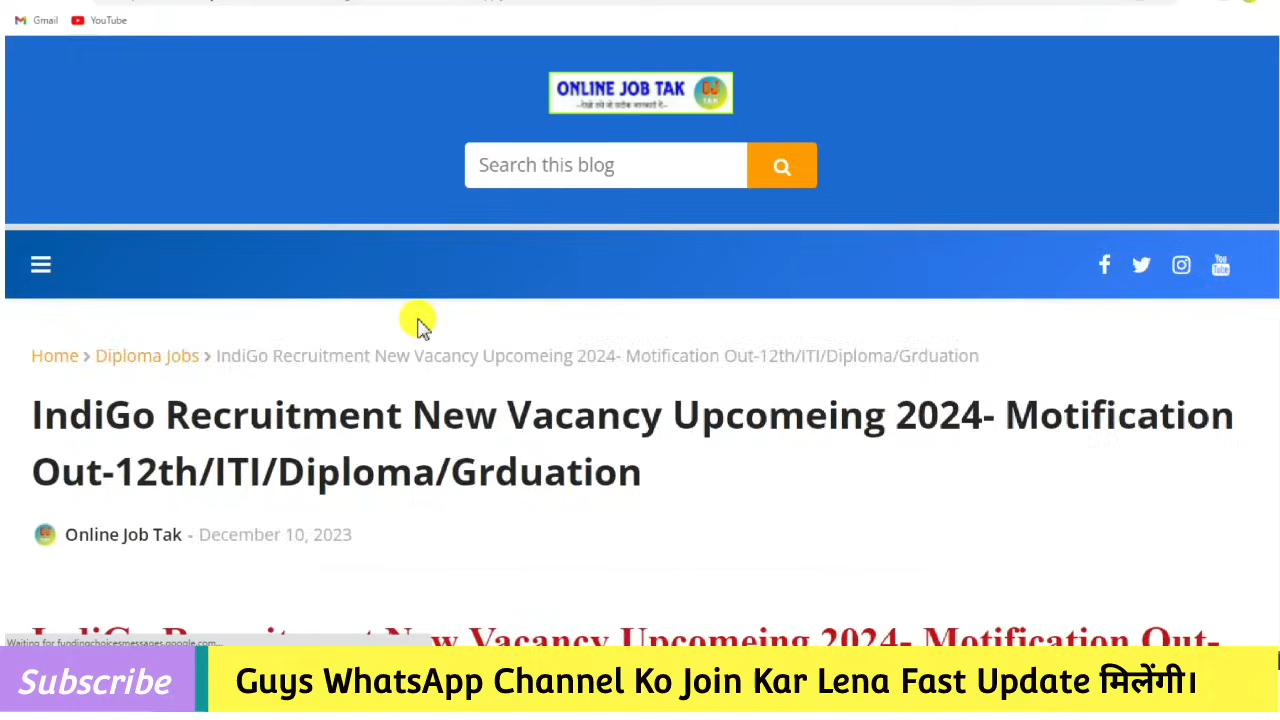 Gmail YouTube
ONLINE JOB TAK
Search this blog
You
Tube
Home > Diploma Jobs > IndiGo Recruitment New Vacancy Upcomeing 2024- Motification Out-12th/ITI/Diploma/Grduation
IndiGo Recruitment New Vacancy Upcomeing 2024- Motification
Out-12th/ITI/Diploma/Grduation
Online Job Tak - December 10, 2023
IndiGo Recruitment New Vacancy Upcomeing 2024- Motification Out-
Waiting for fundingchoicesmessages.google.com...
Subscribe
Guys WhatsApp Channel Ko Join Kar Lena Fast Update मिलेंगी।